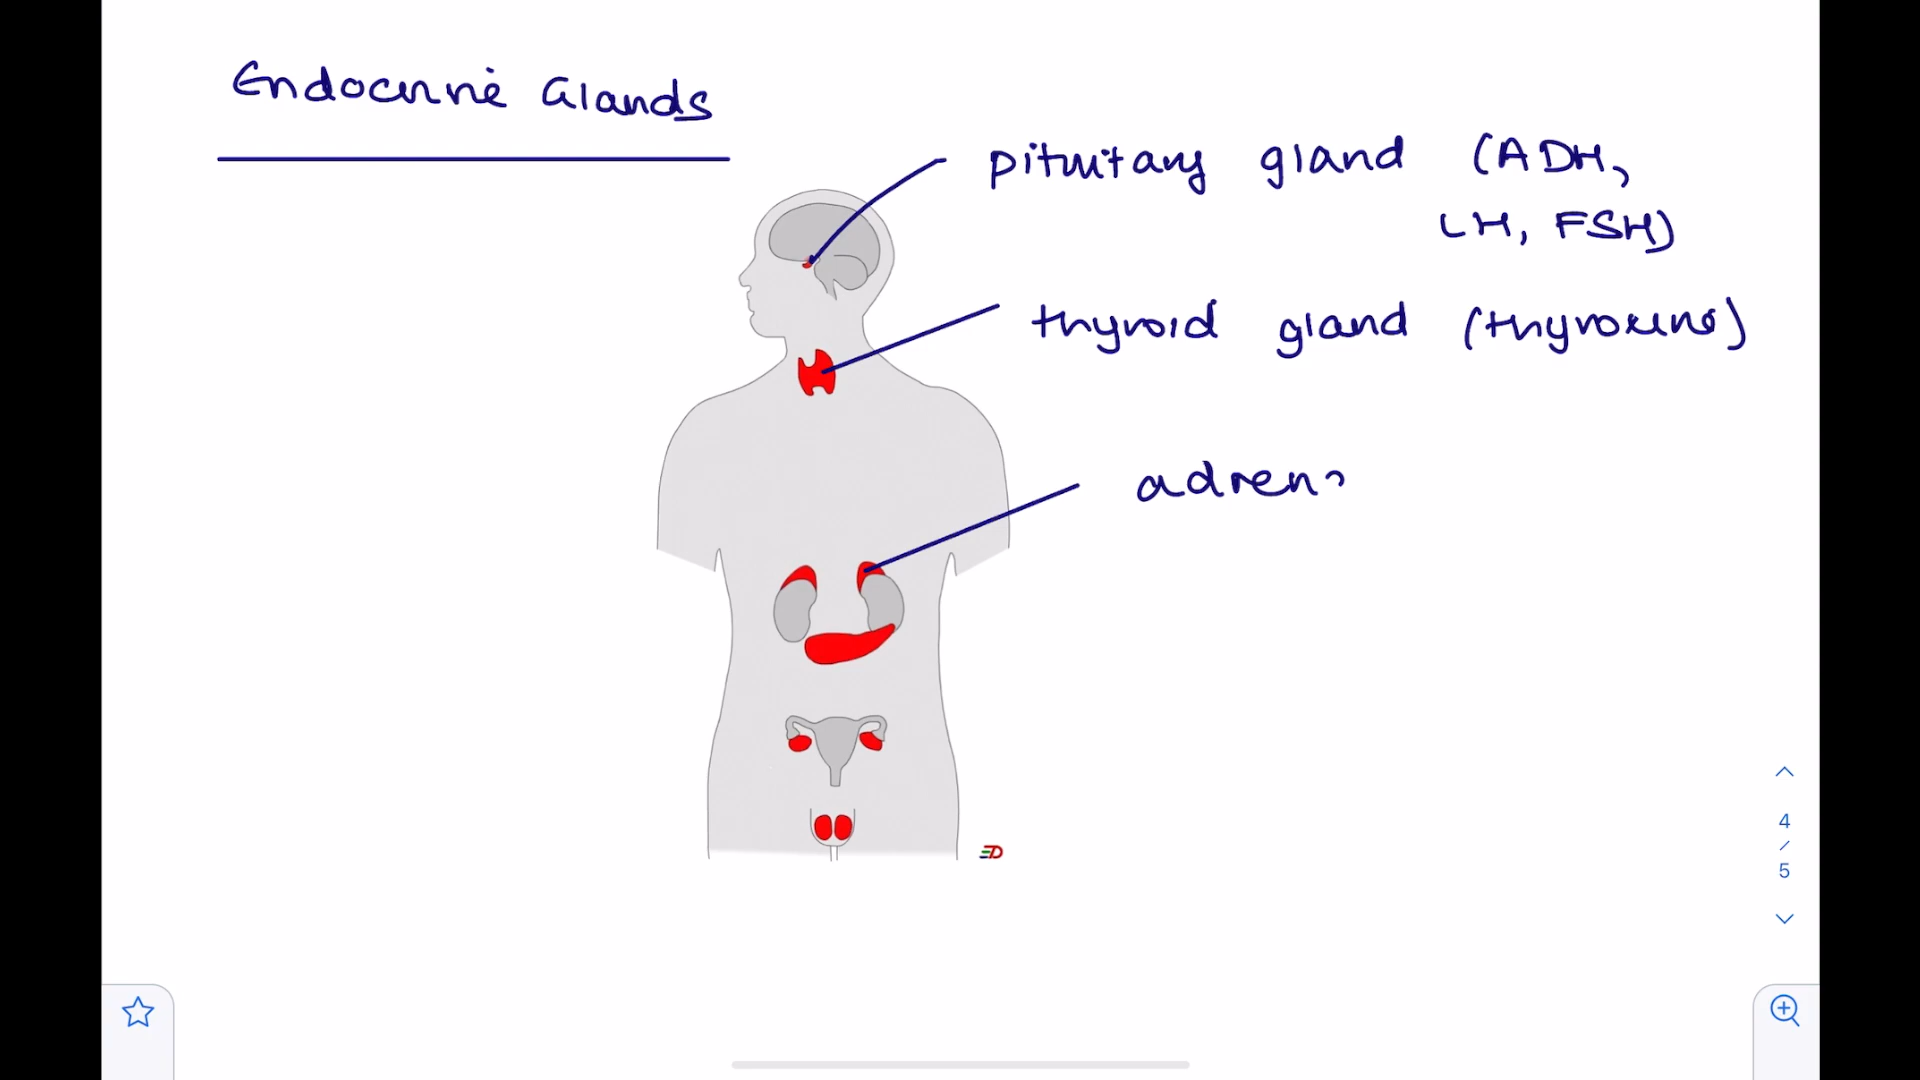 Endocrine Glands
pituitary gland (ADH,
LH, FSH)
thyroid gland (thyroxine)
adren
4
/
5